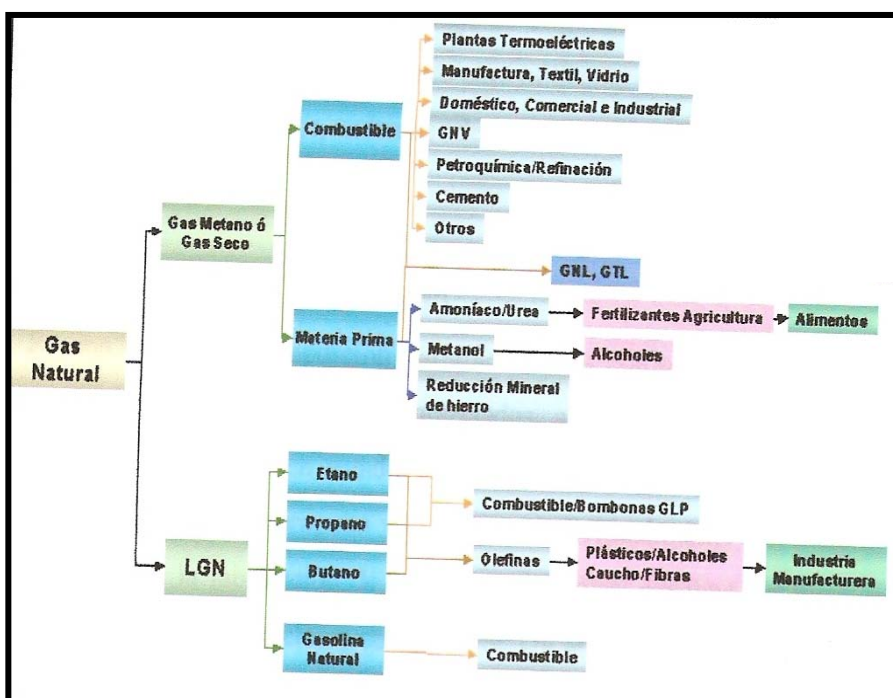 Plantas Termoeléctricas
Manufactura, Textil, Vidrio
Doméstico, Comercial e Industrial
Combustible
GNV
Petroquímica/Refinación
Cemento
Otros
Gas Metano ó
Gas Seco
GNL, GTL
Amoníaco/Urea
Fertilizantes Agricultura
Alimentos
Materia Prima
Metanol
Alcoholes
Reducción Mineral
de hierro
Gas
Natural
Etano
Combustible/Bombonas GLP
Propano
LGN
Butano
Olefinas
Plásticos/Alcoholes
Caucho/Fibras
Industria
Manufacturera
Gasolina
Natural
Combustible